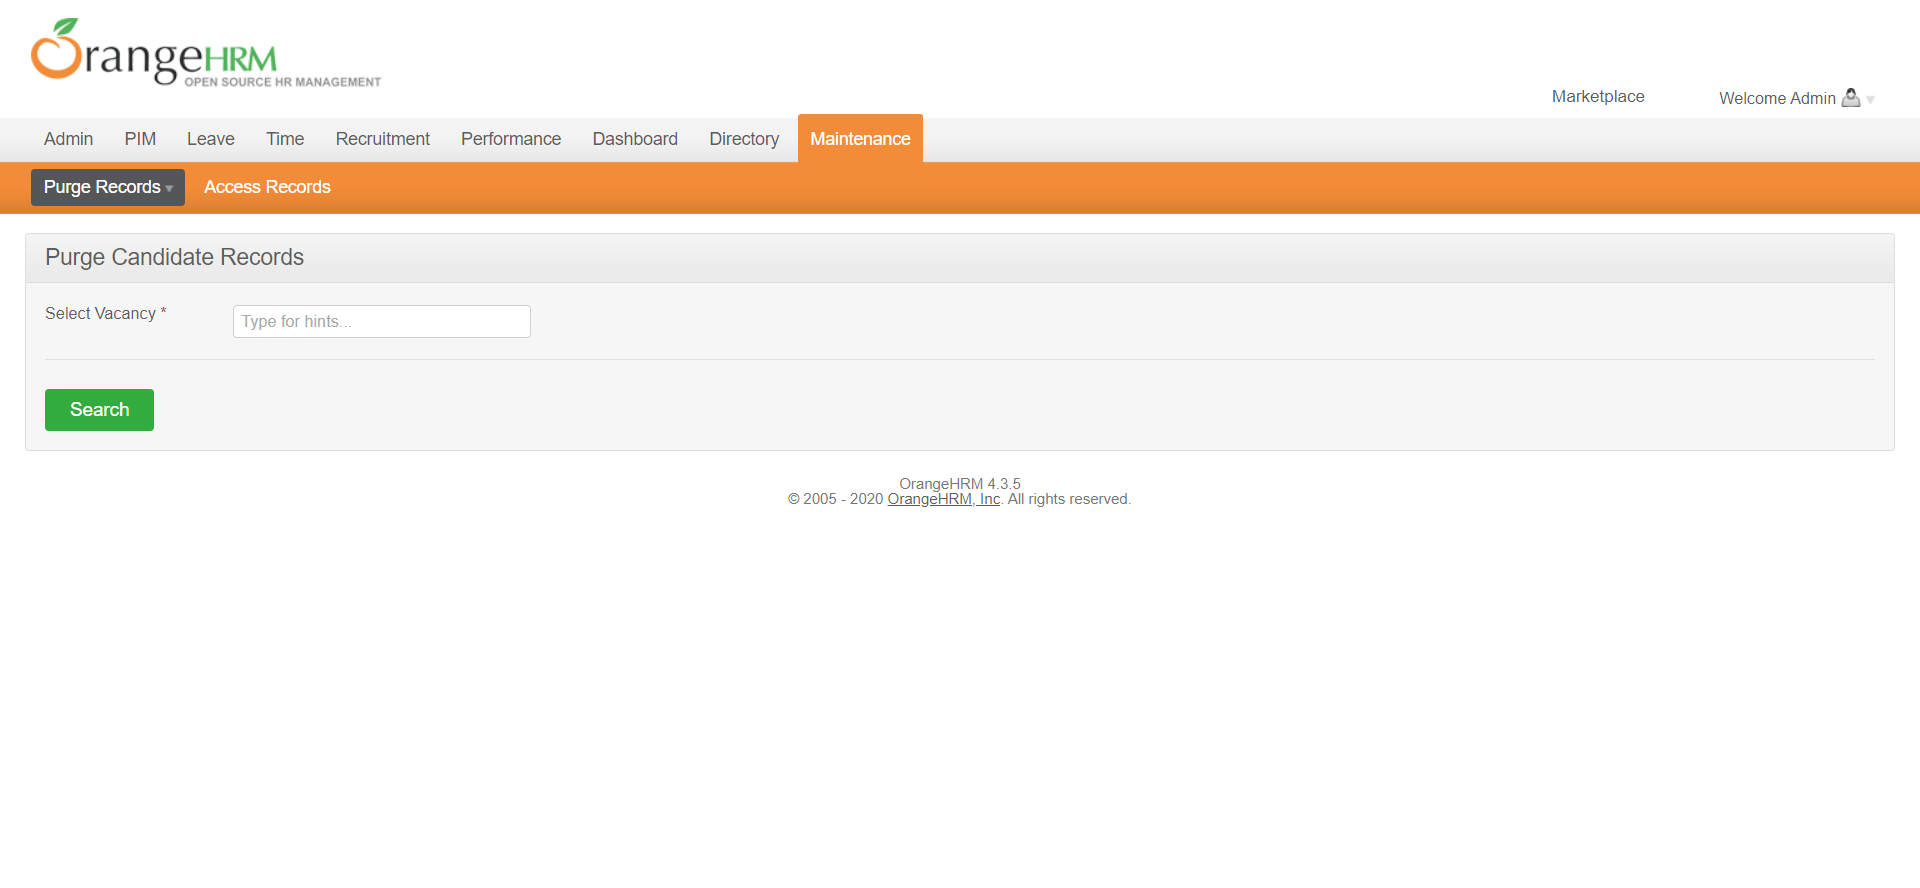 OrangeHRM
OPEN SOURCE HR MANAGEMENT
Marketplace
Welcome Admin
Admin PIM Leave Time Recruitment Performance Dashboard Directory Maintenance
Purge Records Access Records
Purge Candidate Records
Select Vacancy *
Type for hints...
Search
OrangeHRM 4.3.5
© 2005 - 2020 OrangeHRM, Inc. All rights reserved.